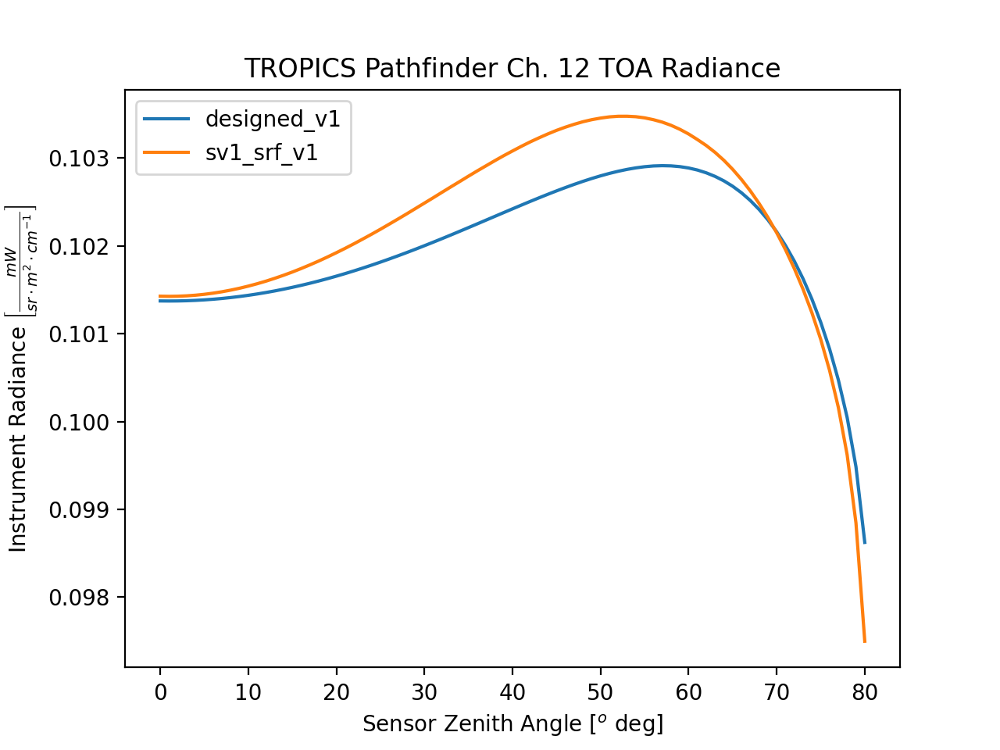 TROPICS Pathfinder Ch. 12 TOA Radiance
designed_v1
sv1_srf_v1
0.103
0.102
0.101
0.100
0.099
0.098
Instrument Radiance [mW / sr · m² · cm⁻¹]
0 10 20 30 40 50 60 70 80
Sensor Zenith Angle [° deg]